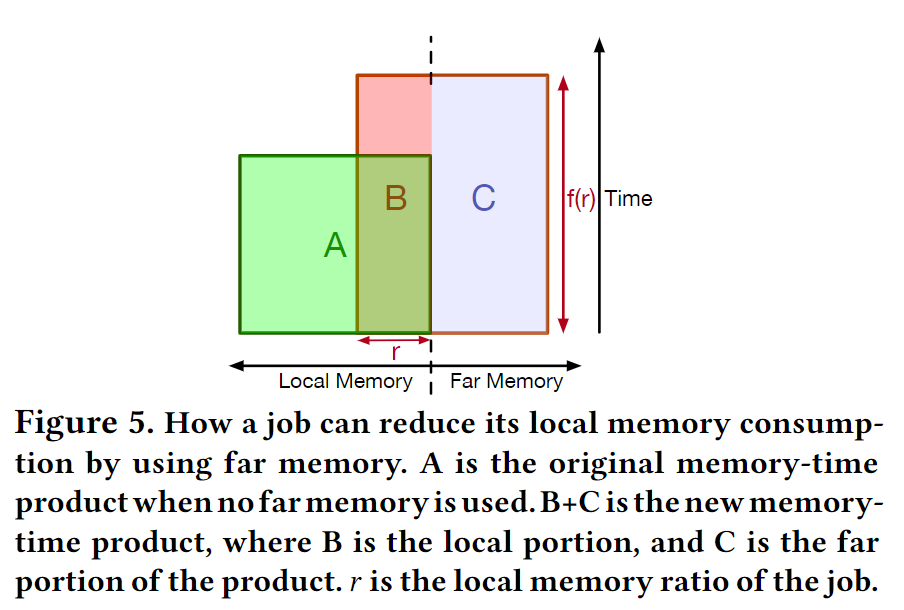 B
C
f(r)
Time
A
r
Local Memory
Far Memory
Figure 5. How a job can reduce its local memory consump-
tion by using far memory. A is the original memory-time
product when no far memory is used. B+C is the new memory-
time product, where B is the local portion, and C is the far
portion of the product. r is the local memory ratio of the job.